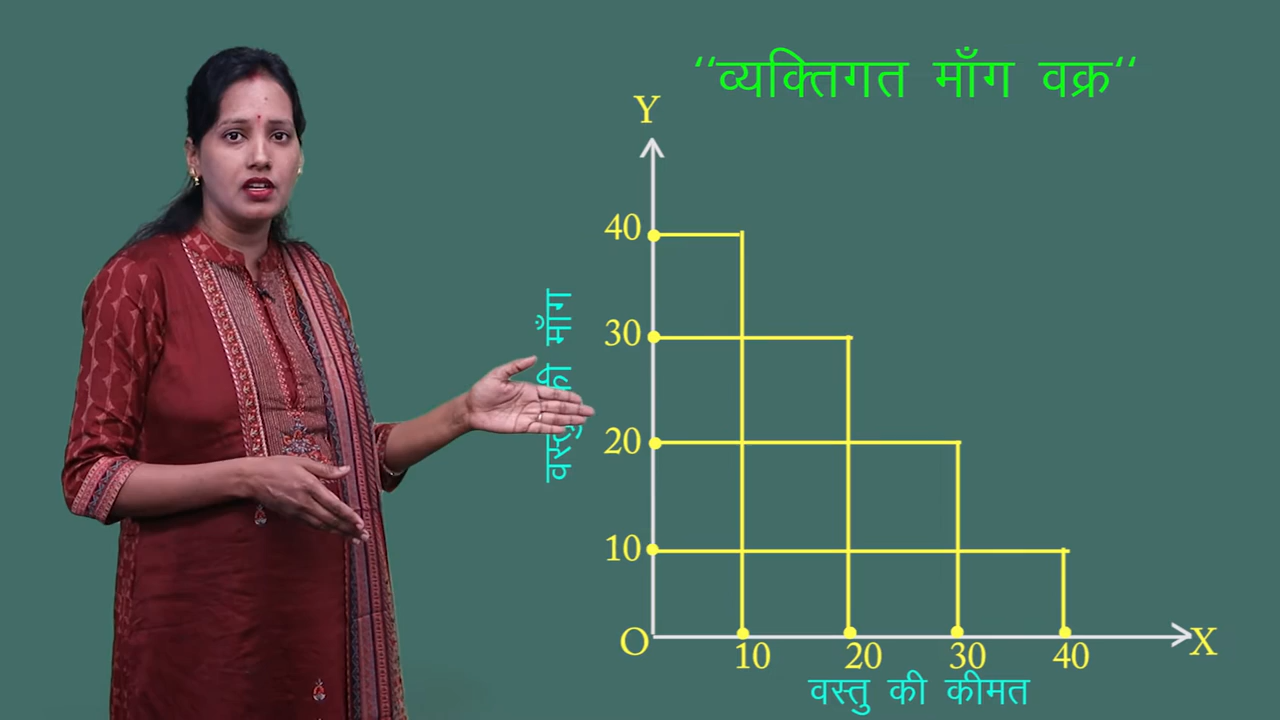 “व्यक्तिगत माँग वक्र“
Y
40
30
20
10
की माँग
O
10 20 30 40
X
वस्तु की कीमत